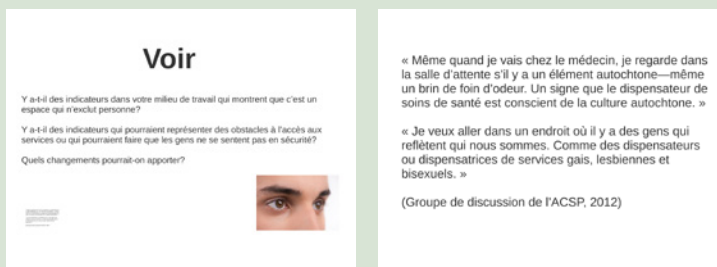 Voir
Y a-t-il des indicateurs dans votre milieu de travail qui montrent que c'est un
espace qui n'exclut personne?
Y a-t-il des indicateurs qui pourraient représenter des obstacles à l'accès aux
services ou qui pourraient faire que les gens ne se sentent pas en sécurité?
Quels changements pourrait-on apporter?
« Même quand je vais chez le médecin, je regarde dans
la salle d'attente s'il y a un élément autochtone—même
un brin de foin d'odeur. Un signe que le dispensateur de
soins de santé est conscient de la culture autochtone. »
« Je veux aller dans un endroit où il y a des gens qui
reflètent qui nous sommes. Comme des dispensateurs
ou dispensatrices de services gais, lesbiennes et
bisexuels. »
(Groupe de discussion de l'ACSP, 2012)